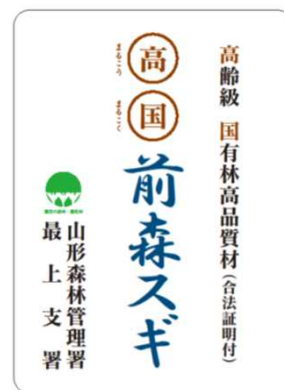 高齢級 国有林高品質材(合法証明付)
まるこう
高
まるこく
国
前森スギ
山形森林管理署
最上支署